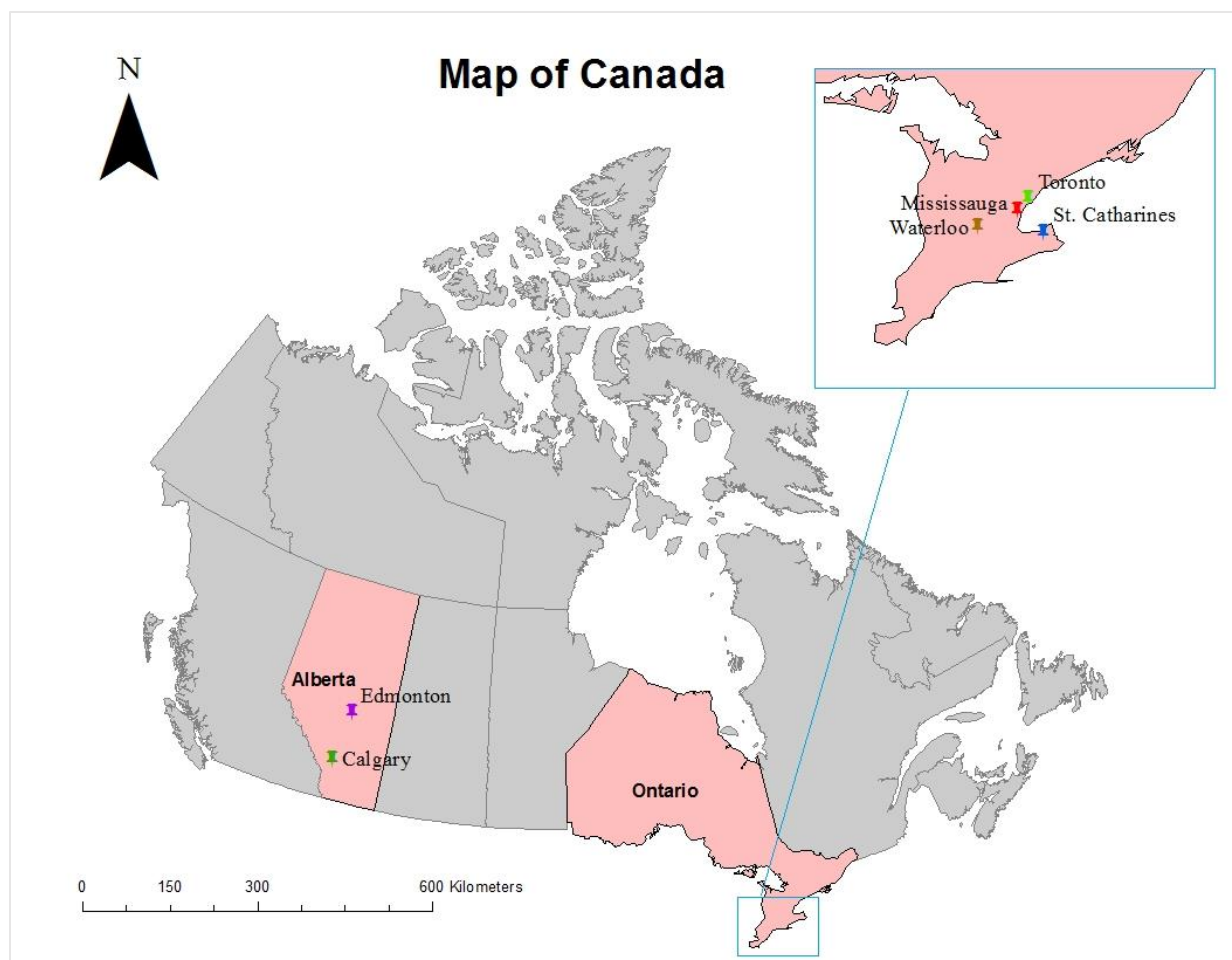 N
Map of Canada
Toronto
Mississauga
St. Catharines
Waterloo
Alberta
Edmonton
Calgary
Ontario
0 150 300 600 Kilometers